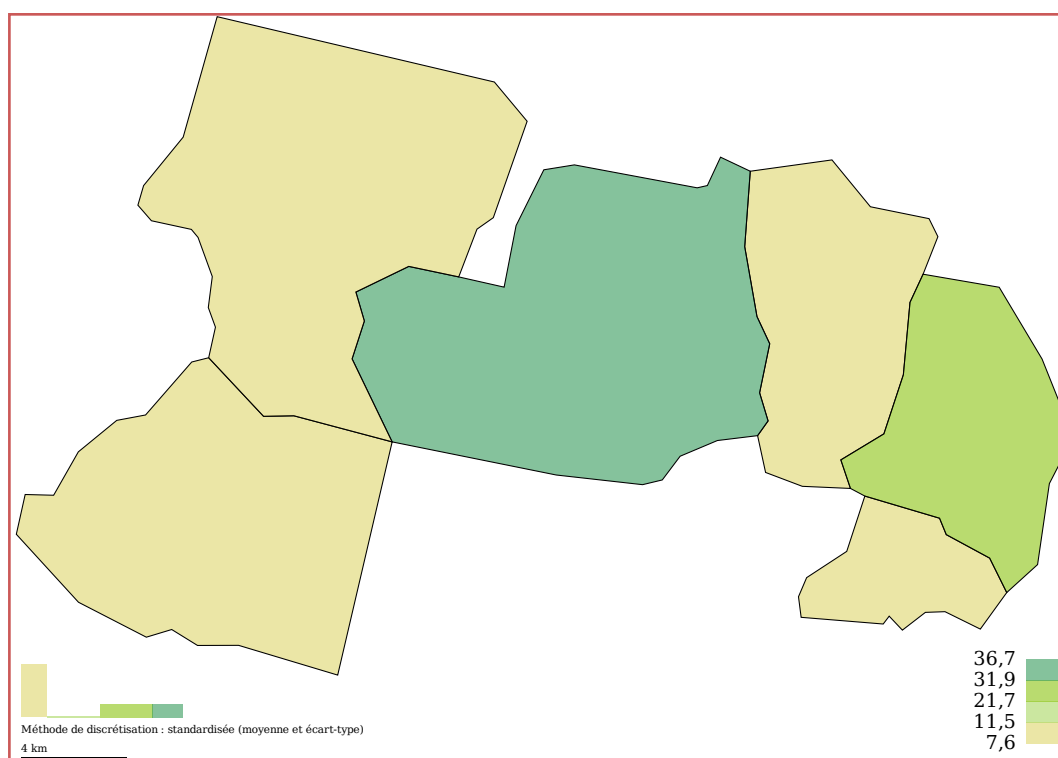 36,7
31,9
21,7
11,5
7,6
Méthode de discrétisation : standardisée (moyenne et écart-type)
4 km